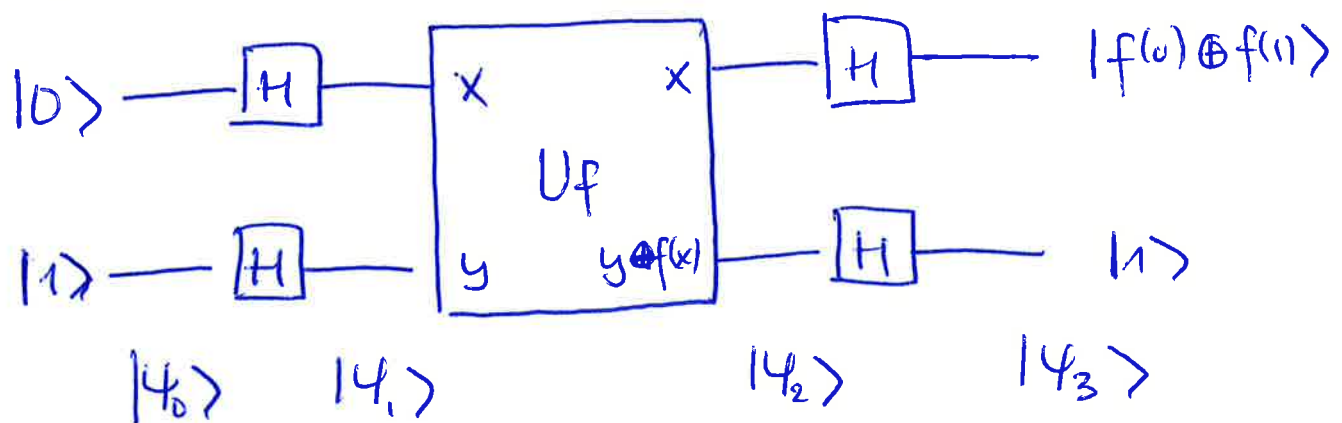 |0⟩ H x x H |f(0) ⊕ f(1)⟩
Uf
|1⟩ H y y⊕f(x) H |1⟩
|ψ₀⟩ |ψ₁⟩ |ψ₂⟩ |ψ₃⟩